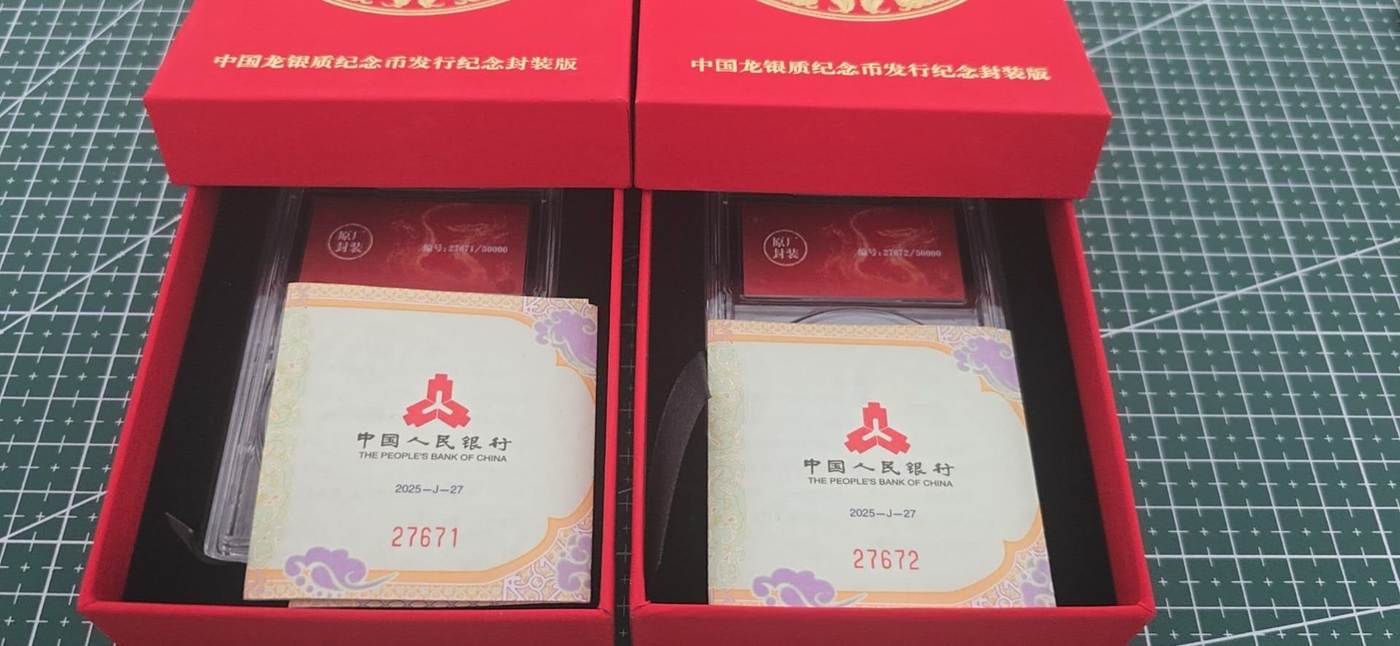 中国龙银质纪念币发行纪念封装版
中国龙银质纪念币发行纪念封装版
原厂
封装
编号:27671/50000
原厂
封装
编号:27672/50000
中国人民银行
THE PEOPLE'S BANK OF CHINA
2025-J-27
27671
中国人民银行
THE PEOPLE'S BANK OF CHINA
2025-J-27
27672